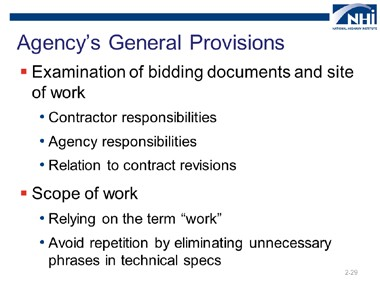 NHI
NATIONAL HIGHWAY INSTITUTE
Agency’s General Provisions
Examination of bidding documents and site
of work
Contractor responsibilities
Agency responsibilities
Relation to contract revisions
Scope of work
Relying on the term “work”
Avoid repetition by eliminating unnecessary
phrases in technical specs
2-29